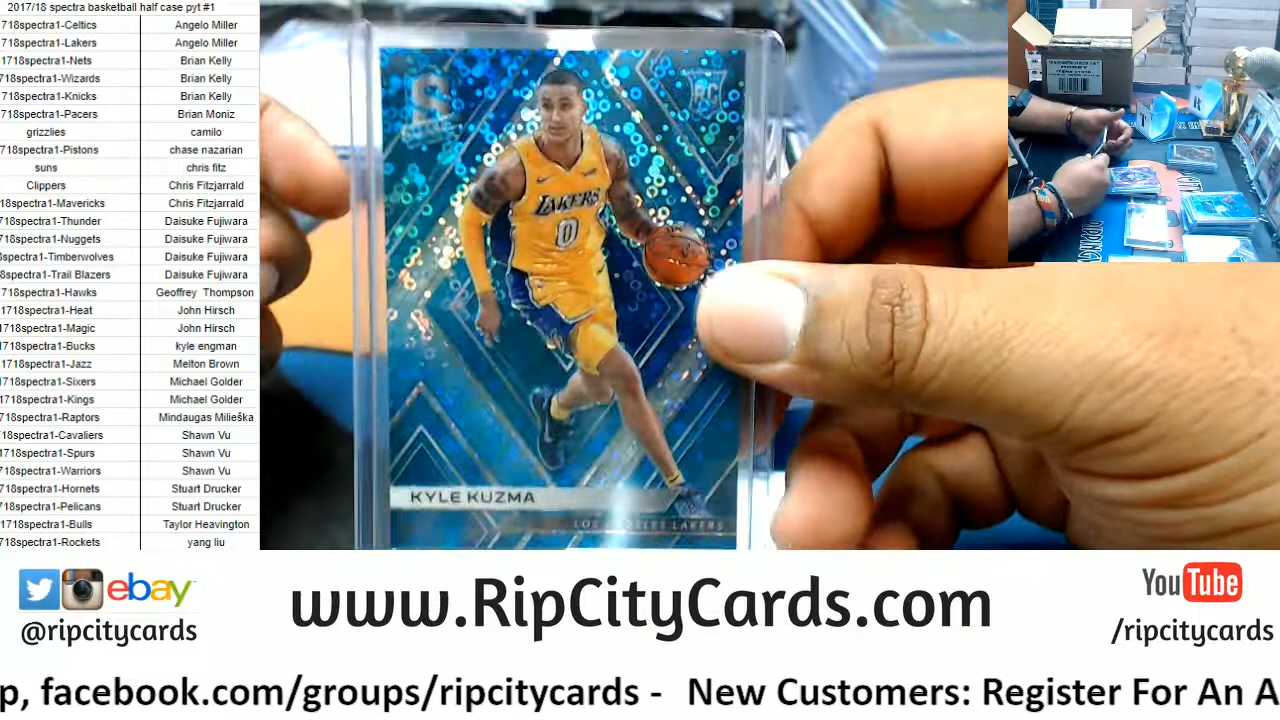 2017/18 spectra basketball half case pyt #1
1718spectra1-Celtics Angelo Miller
718spectra1-Lakers Angelo Miller
1718spectra1-Nets Brian Kelly
718spectra1-Wizards Brian Kelly
718spectra1-Knicks Brian Kelly
718spectra1-Pacers Brian Moniz
grizzlies camilo
718spectra1-Pistons chase nazarian
suns chris fitz
Clippers Chris Fitzjarrald
718spectra1-Mavericks Chris Fitzjarrald
718spectra1-Thunder Daisuke Fujiwara
718spectra1-Nuggets Daisuke Fujiwara
spectra1-Timberwolves Daisuke Fujiwara
8spectra1-Trail Blazers Daisuke Fujiwara
718spectra1-Hawks Geoffrey Thompson
1718spectra1-Heat John Hirsch
718spectra1-Magic John Hirsch
718spectra1-Bucks kyle engman
1718spectra1-Jazz Melton Brown
718spectra1-Sixers Michael Golder
718spectra1-Kings Michael Golder
718spectra1-Raptors Mindaugas Milieška
18spectra1-Cavaliers Shawn Vu
718spectra1-Spurs Shawn Vu
718spectra1-Warriors Shawn Vu
718spectra1-Hornets Stuart Drucker
718spectra1-Pelicans Stuart Drucker
1718spectra1-Bulls Taylor Heavington
718spectra1-Rockets yang liu
S
RC
LAKERS
0
KYLE KUZMA
LOS ANGELES LAKERS
ebay
@ripcitycards
www.RipCityCards.com
YouTube
/ripcitycards
p, facebook.com/groups/ripcitycards - New Customers: Register For An A